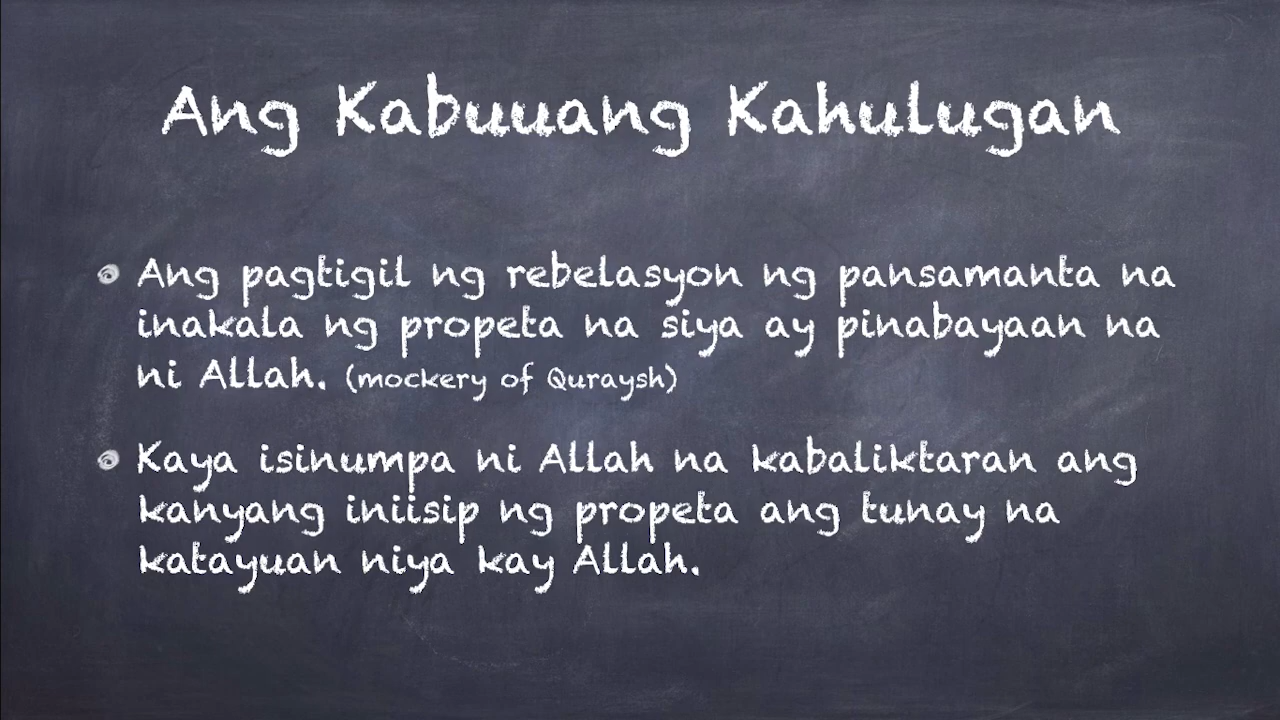 Ang Kabuuang Kahulugan
Ang pagtigil ng rebelasyon ng pansamanta na
inakala ng propeta na siya ay pinabayaan na
ni Allah. (mockery of Quraysh)
Kaya isinumpa ni Allah na kabaliktaran ang
kanyang iniisip ng propeta ang tunay na
katayuan niya kay Allah.